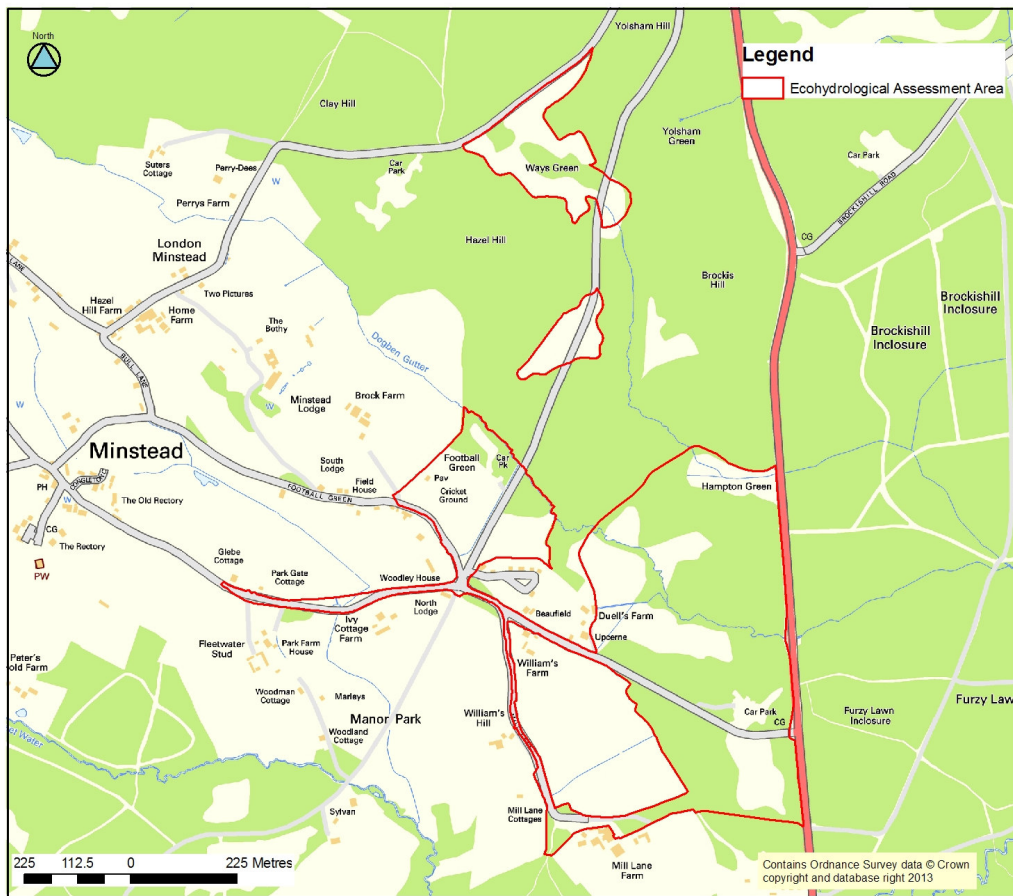 North
Yolsham Hill
Legend
Ecohydrological Assessment Area
Clay Hill
Yolsham
Green
Suters
Cottage
Perry-Dees
W
Car
Park
Ways Green
Car Park
BROCKISHILL ROAD
Perrys Farm
London
Minstead
Hazel Hill
CG
LANE
Two Pictures
Brockis
Hill
Brockishill
Inclosure
Hazel
Hill Farm
Home
Farm
The
Bothy
Dogben Gutter
Brockishill
Inclosure
BULL LANE
W
Minstead
Lodge
Brock Farm
W
Minstead
South
Lodge
Football
Green
Car
Pk
Field
House
Pav
Cricket
Ground
Hampton Green
FOOTBALL GREEN
PH
W
The Old Rectory
CG
The Rectory
PW
Glebe
Cottage
Park Gate
Cottage
Woodley House
North
Lodge
Beaufield
Duell's Farm
Ivy
Cottage
Farm
Upcerne
Fleetwater
Stud
Park Farm
House
William's
Farm
Peter's
old Farm
Woodman
Cottage
Marleys
Manor Park
William's
Hill
Car Park
CG
Furzy Lawn
Inclosure
Furzy Law
Woodland
Cottage
et Water
Sylvan
Mill Lane
Cottages
Mill Lane
Farm
225 112.5 0 225 Metres
Contains Ordnance Survey data © Crown
copyright and database right 2013